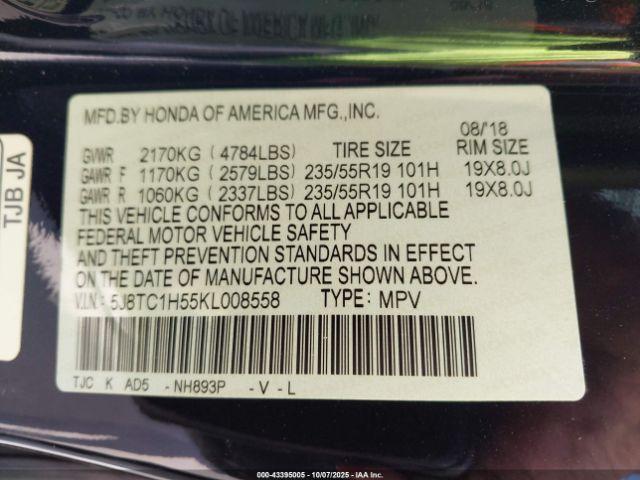 MFD.BY HONDA OF AMERICA MFG.,INC.
08/'18
GVWR 2170KG (4784LBS) TIRE SIZE RIM SIZE
GAWR F 1170KG (2579LBS) 235/55R19 101H 19X8.0J
GAWR R 1060KG (2337LBS) 235/55R19 101H 19X8.0J
THIS VEHICLE CONFORMS TO ALL APPLICABLE
FEDERAL MOTOR VEHICLE SAFETY
AND THEFT PREVENTION STANDARDS IN EFFECT
ON THE DATE OF MANUFACTURE SHOWN ABOVE.
V.I.N.: 5J8TC1H55KL008558 TYPE: MPV
TJC K AD5 - NH893P - V - L
TJB JA
000-43395005 - 10/07/2025 - IAA Inc.